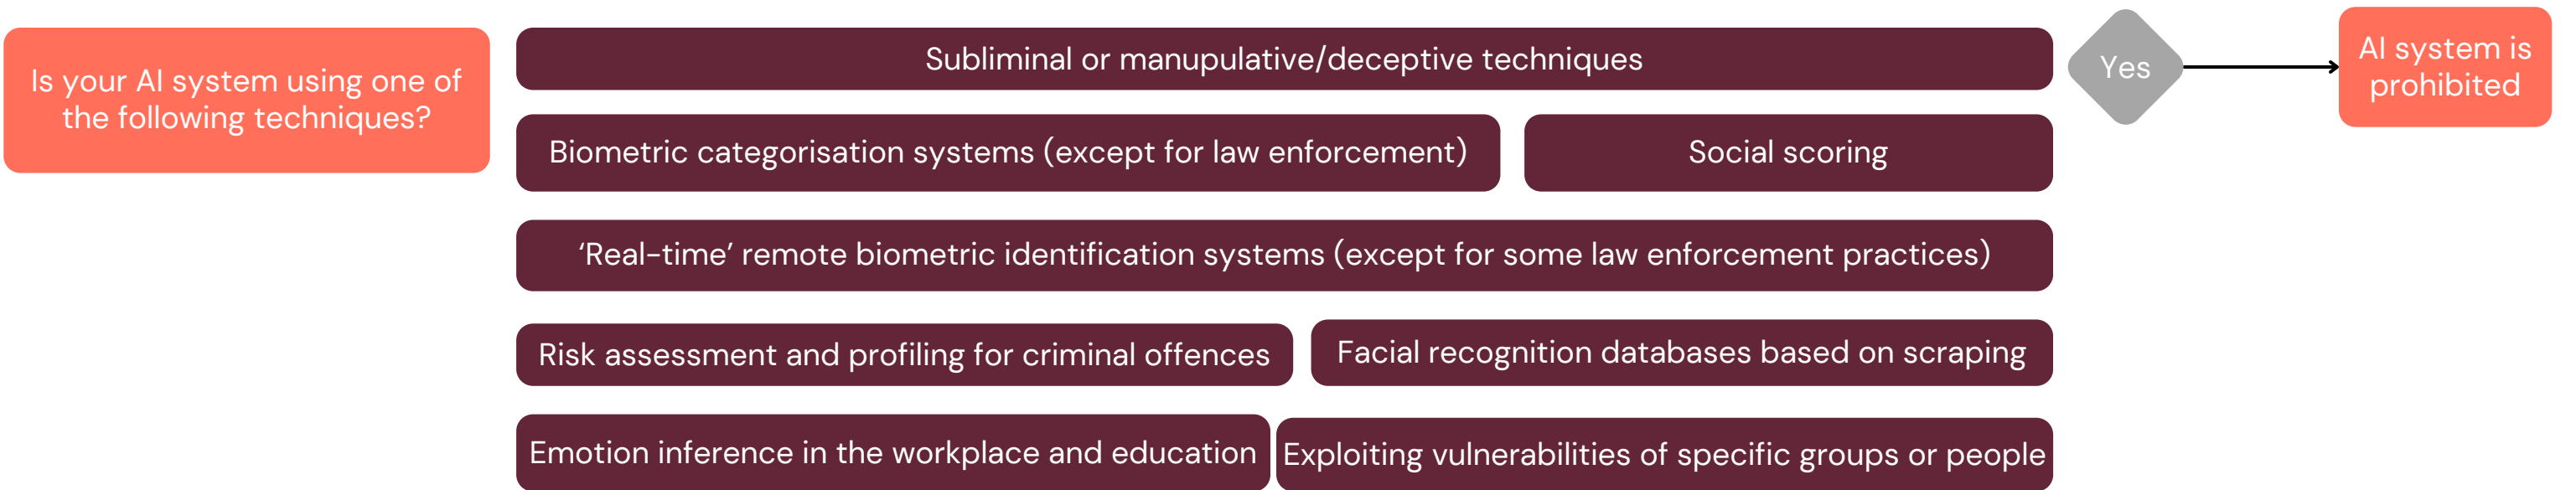 Is your AI system using one of
the following techniques?
Subliminal or manupulative/deceptive techniques
Biometric categorisation systems (except for law enforcement)
Social scoring
‘Real-time’ remote biometric identification systems (except for some law enforcement practices)
Risk assessment and profiling for criminal offences
Facial recognition databases based on scraping
Emotion inference in the workplace and education
Exploiting vulnerabilities of specific groups or people
Yes
AI system is
prohibited